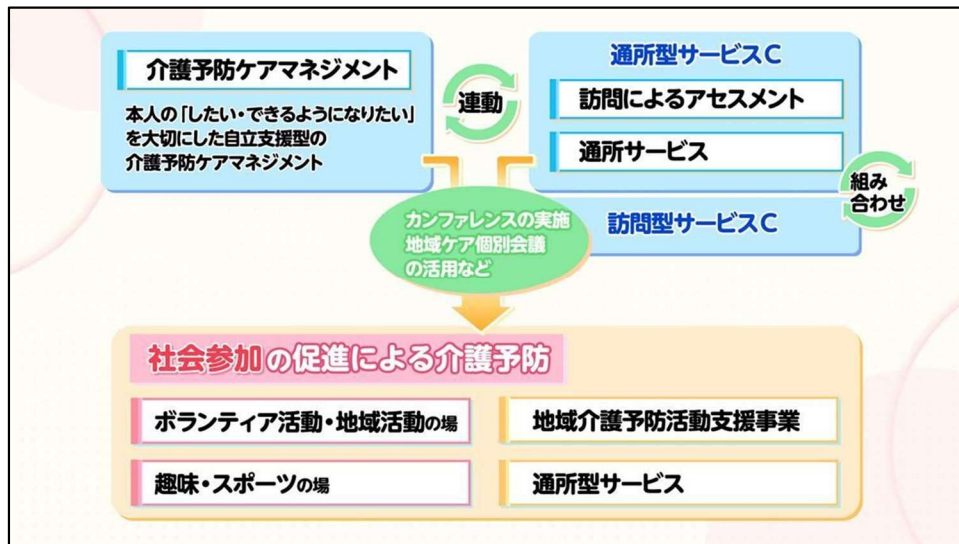 介護予防ケアマネジメント
本人の「したい・できるようになりたい」
を大切にした自立支援型の
介護予防ケアマネジメント
連動
通所型サービスC
訪問によるアセスメント
通所サービス
組み
合わせ
訪問型サービスC
カンファレンスの実施
地域ケア個別会議
の活用など
社会参加の促進による介護予防
ボランティア活動・地域活動の場
地域介護予防活動支援事業
趣味・スポーツの場
通所型サービス